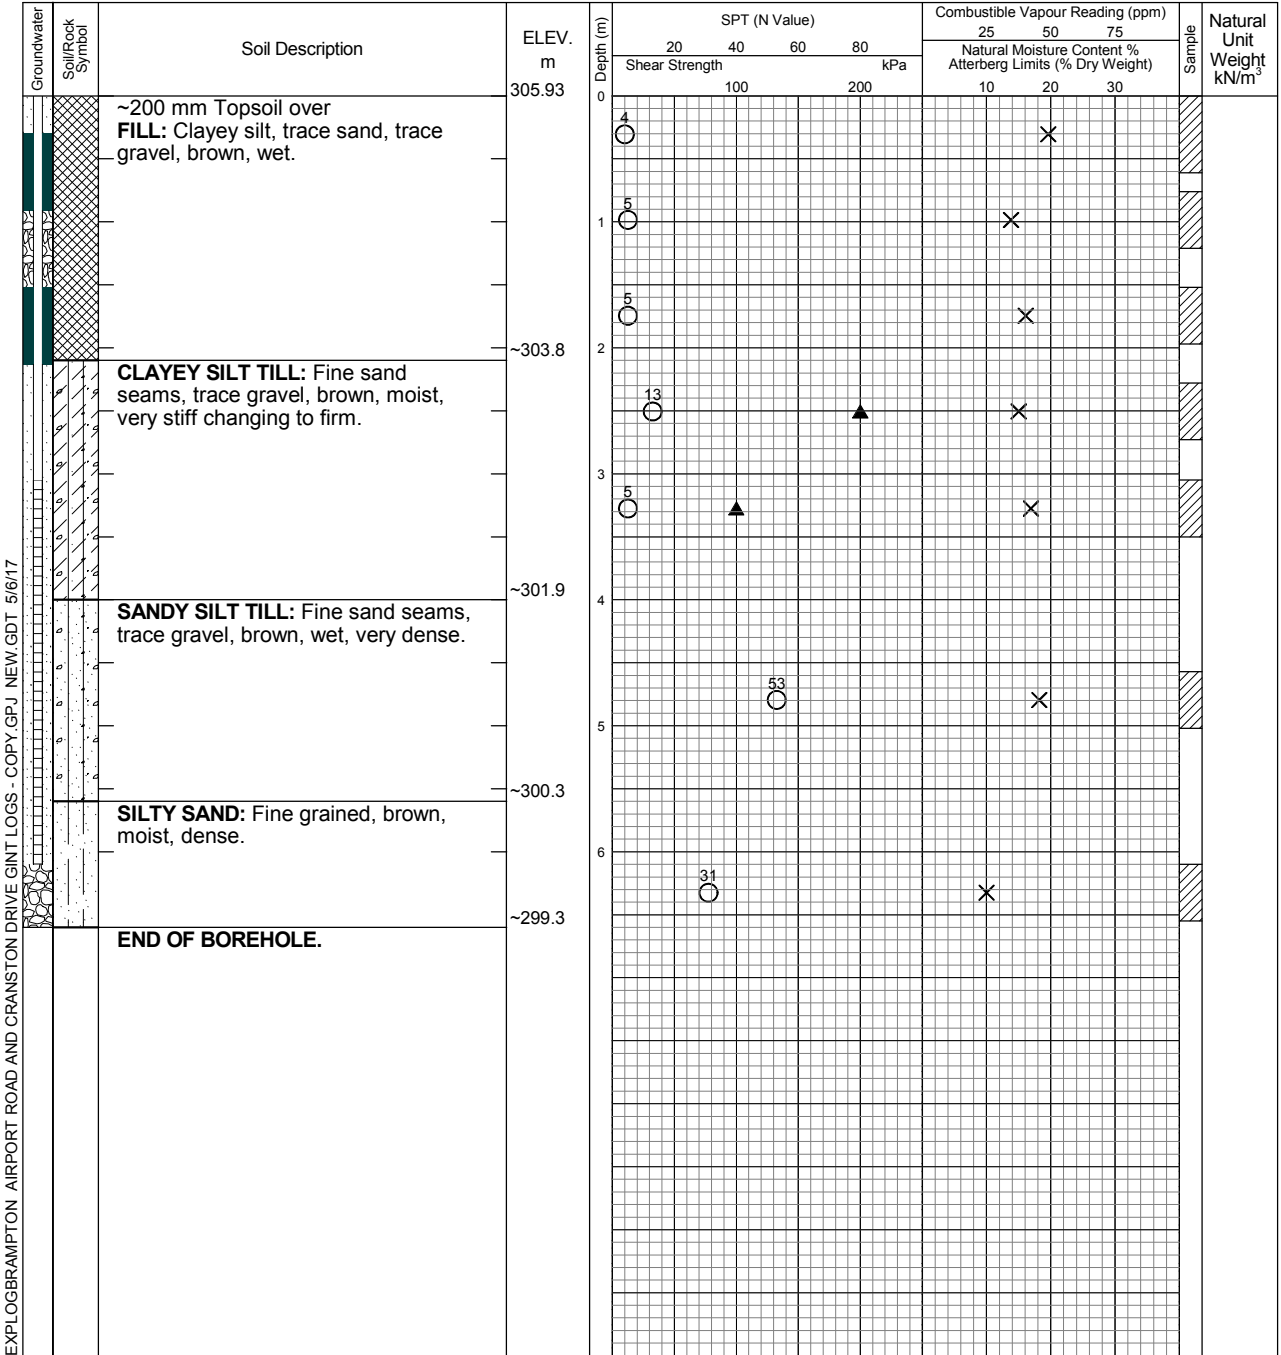 Groundwater
Soil/Rock
Symbol
Soil Description
ELEV.
m
305.93
Depth (m)
SPT (N Value)
20 40 60 80
Shear Strength kPa
100 200
Combustible Vapour Reading (ppm)
25 50 75
Natural Moisture Content %
Atterberg Limits (% Dry Weight)
10 20 30
Sample
Natural
Unit
Weight
kN/m³
0
~200 mm Topsoil over
FILL: Clayey silt, trace sand, trace
gravel, brown, wet.
4
5
1
5
~303.8
2
CLAYEY SILT TILL: Fine sand
seams, trace gravel, brown, moist,
very stiff changing to firm.
13
3
5
~301.9
4
SANDY SILT TILL: Fine sand seams,
trace gravel, brown, wet, very dense.
53
5
~300.3
SILTY SAND: Fine grained, brown,
moist, dense.
6
31
~299.3
END OF BOREHOLE.
EXPLOGBRAMPTON AIRPORT ROAD AND CRANSTON DRIVE GINT LOGS - COPY.GPJ NEW.GDT 5/6/17